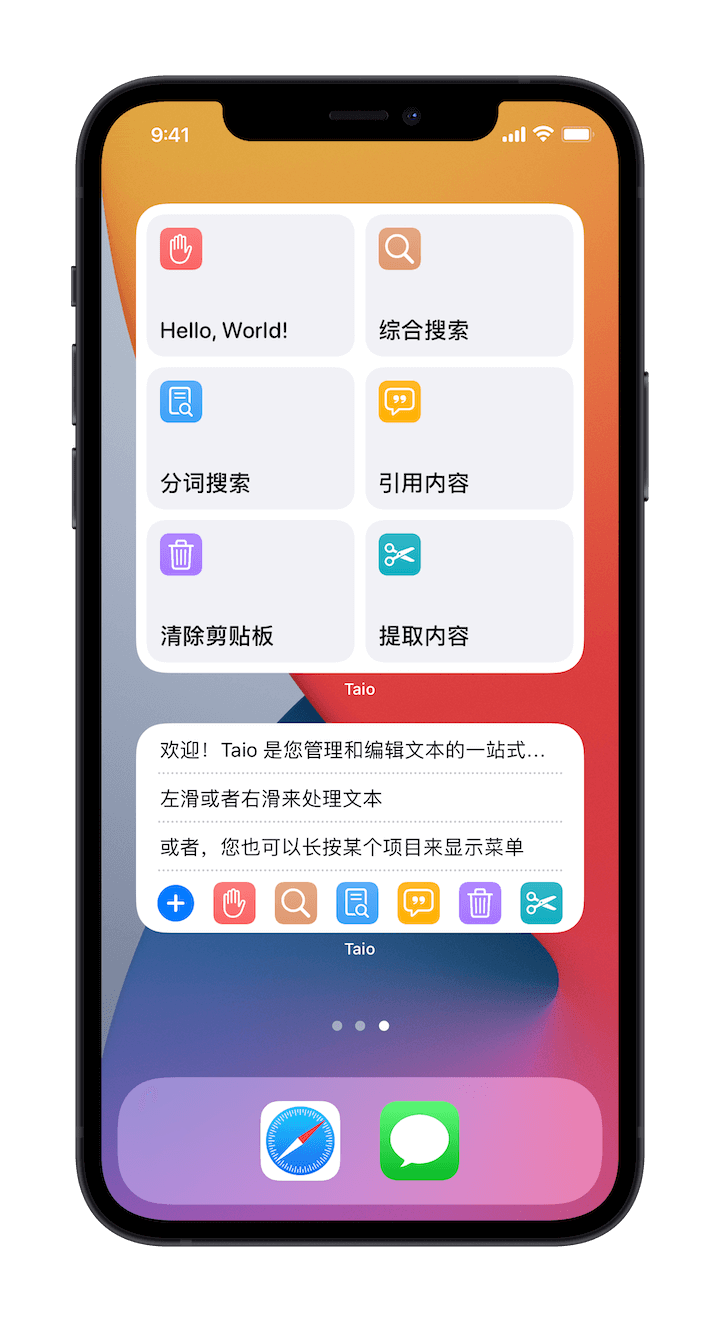 9:41
Hello, World!
综合搜索
分词搜索
引用内容
清除剪贴板
提取内容
Taio
欢迎！Taio 是您管理和编辑文本的一站式...
左滑或者右滑来处理文本
或者，您也可以长按某个项目来显示菜单
Taio